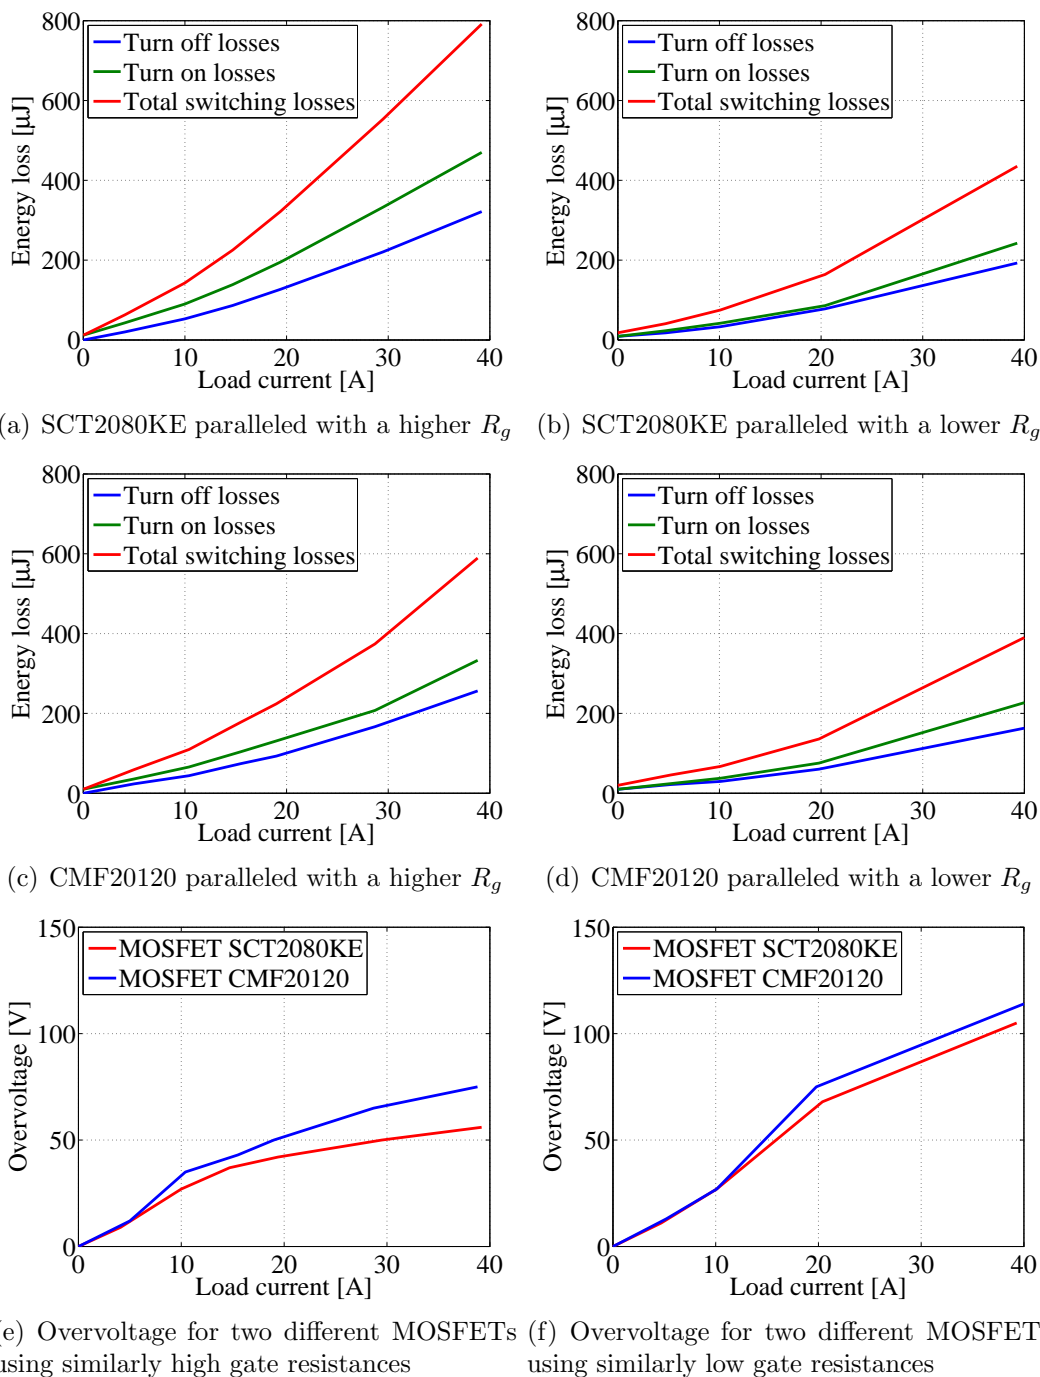 800
600
400
200
0
0 10 20 30 40
Energy loss [µJ]
Load current [A]
Turn off losses
Turn on losses
Total switching losses
(a) SCT2080KE paralleled with a higher Rg
800
600
400
200
0
0 10 20 30 40
Energy loss [µJ]
Load current [A]
Turn off losses
Turn on losses
Total switching losses
(b) SCT2080KE paralleled with a lower Rg
800
600
400
200
0
0 10 20 30 40
Energy loss [µJ]
Load current [A]
Turn off losses
Turn on losses
Total switching losses
(c) CMF20120 paralleled with a higher Rg
800
600
400
200
0
0 10 20 30 40
Energy loss [µJ]
Load current [A]
Turn off losses
Turn on losses
Total switching losses
(d) CMF20120 paralleled with a lower Rg
150
100
50
0
0 10 20 30 40
Overvoltage [V]
Load current [A]
MOSFET SCT2080KE
MOSFET CMF20120
(e) Overvoltage for two different MOSFETs
using similarly high gate resistances
150
100
50
0
0 10 20 30 40
Overvoltage [V]
Load current [A]
MOSFET SCT2080KE
MOSFET CMF20120
(f) Overvoltage for two different MOSFET
using similarly low gate resistances